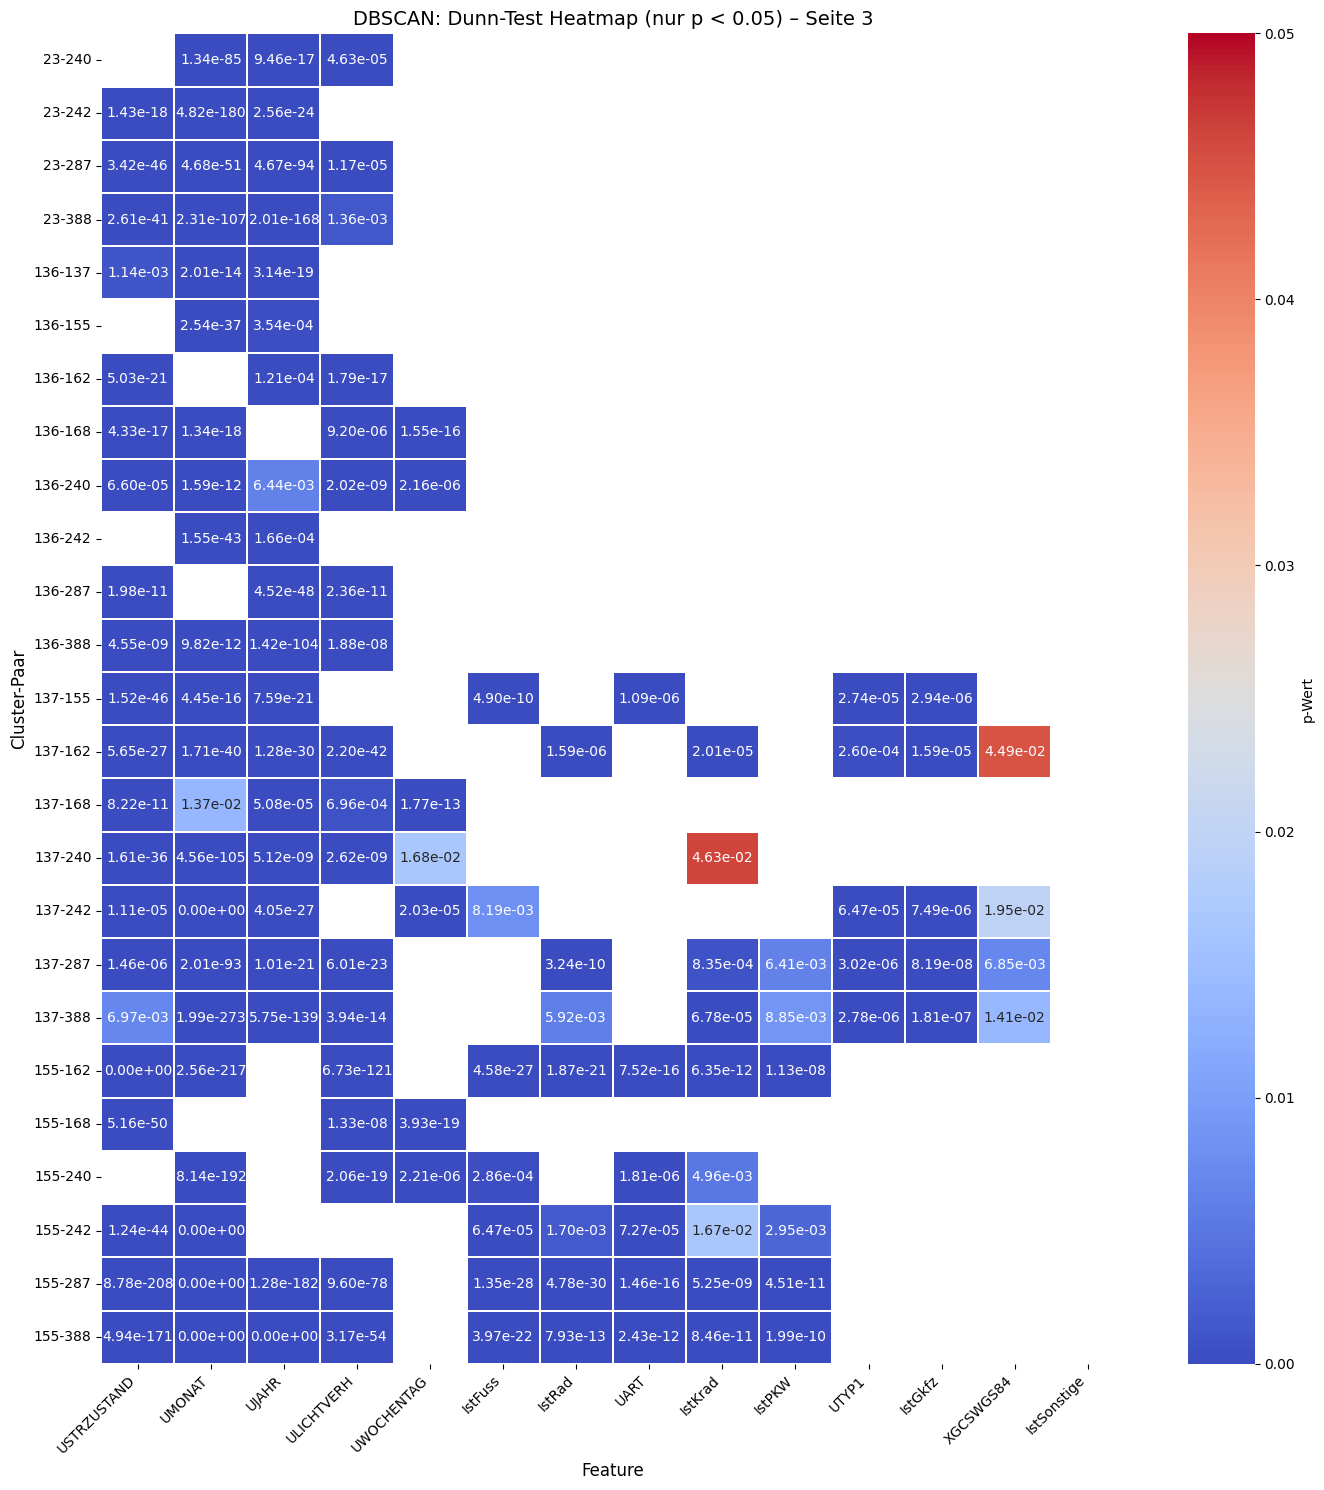 DBSCAN: Dunn-Test Heatmap (nur p < 0.05) – Seite 3
23-240 1.34e-85 9.46e-17 4.63e-05
23-242 1.43e-18 4.82e-180 2.56e-24
23-287 3.42e-46 4.68e-51 4.67e-94 1.17e-05
23-388 2.61e-41 2.31e-107 2.01e-168 1.36e-03
136-137 1.14e-03 2.01e-14 3.14e-19
136-155 2.54e-37 3.54e-04
136-162 5.03e-21 1.21e-04 1.79e-17
136-168 4.33e-17 1.34e-18 9.20e-06 1.55e-16
136-240 6.60e-05 1.59e-12 6.44e-03 2.02e-09 2.16e-06
136-242 1.55e-43 1.66e-04
136-287 1.98e-11 4.52e-48 2.36e-11
136-388 4.55e-09 9.82e-12 1.42e-104 1.88e-08
137-155 1.52e-46 4.45e-16 7.59e-21 4.90e-10 1.09e-06 2.74e-05 2.94e-06
137-162 5.65e-27 1.71e-40 1.28e-30 2.20e-42 1.59e-06 2.01e-05 2.60e-04 1.59e-05 4.49e-02
137-168 8.22e-11 1.37e-02 5.08e-05 6.96e-04 1.77e-13
137-240 1.61e-36 4.56e-105 5.12e-09 2.62e-09 1.68e-02 4.63e-02
137-242 1.11e-05 0.00e+00 4.05e-27 2.03e-05 8.19e-03 6.47e-05 7.49e-06 1.95e-02
137-287 1.46e-06 2.01e-93 1.01e-21 6.01e-23 3.24e-10 8.35e-04 6.41e-03 3.02e-06 8.19e-08 6.85e-03
137-388 6.97e-03 1.99e-273 5.75e-139 3.94e-14 5.92e-03 6.78e-05 8.85e-03 2.78e-06 1.81e-07 1.41e-02
155-162 0.00e+00 2.56e-217 6.73e-121 4.58e-27 1.87e-21 7.52e-16 6.35e-12 1.13e-08
155-168 5.16e-50 1.33e-08 3.93e-19
155-240 8.14e-192 2.06e-19 2.21e-06 2.86e-04 1.81e-06 4.96e-03
155-242 1.24e-44 0.00e+00 6.47e-05 1.70e-03 7.27e-05 1.67e-02 2.95e-03
155-287 8.78e-208 0.00e+00 1.28e-182 9.60e-78 1.35e-28 4.78e-30 1.46e-16 5.25e-09 4.51e-11
155-388 4.94e-171 0.00e+00 0.00e+00 3.17e-54 3.97e-22 7.93e-13 2.43e-12 8.46e-11 1.99e-10
Cluster-Paar
USTRZUSTAND UMONAT UJAHR ULICHTVERH UWOCHENTAG IstFuss IstRad UART IstKrad IstPKW UTYP1 IstGkfz XGCSWGS84 IstSonstige
Feature
0.05
0.04
0.03
0.02
0.01
0.00
p-Wert